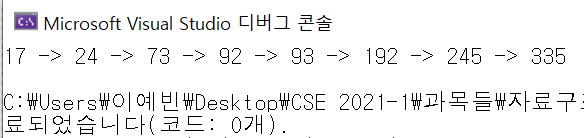 Microsoft Visual Studio 디버그 콘솔
17 -> 24 -> 73 -> 92 -> 93 -> 192 -> 245 -> 335
C:₩Users₩이예빈₩Desktop₩CSE 2021-1₩과목들₩자료구조
료되었습니다(코드: 0개).